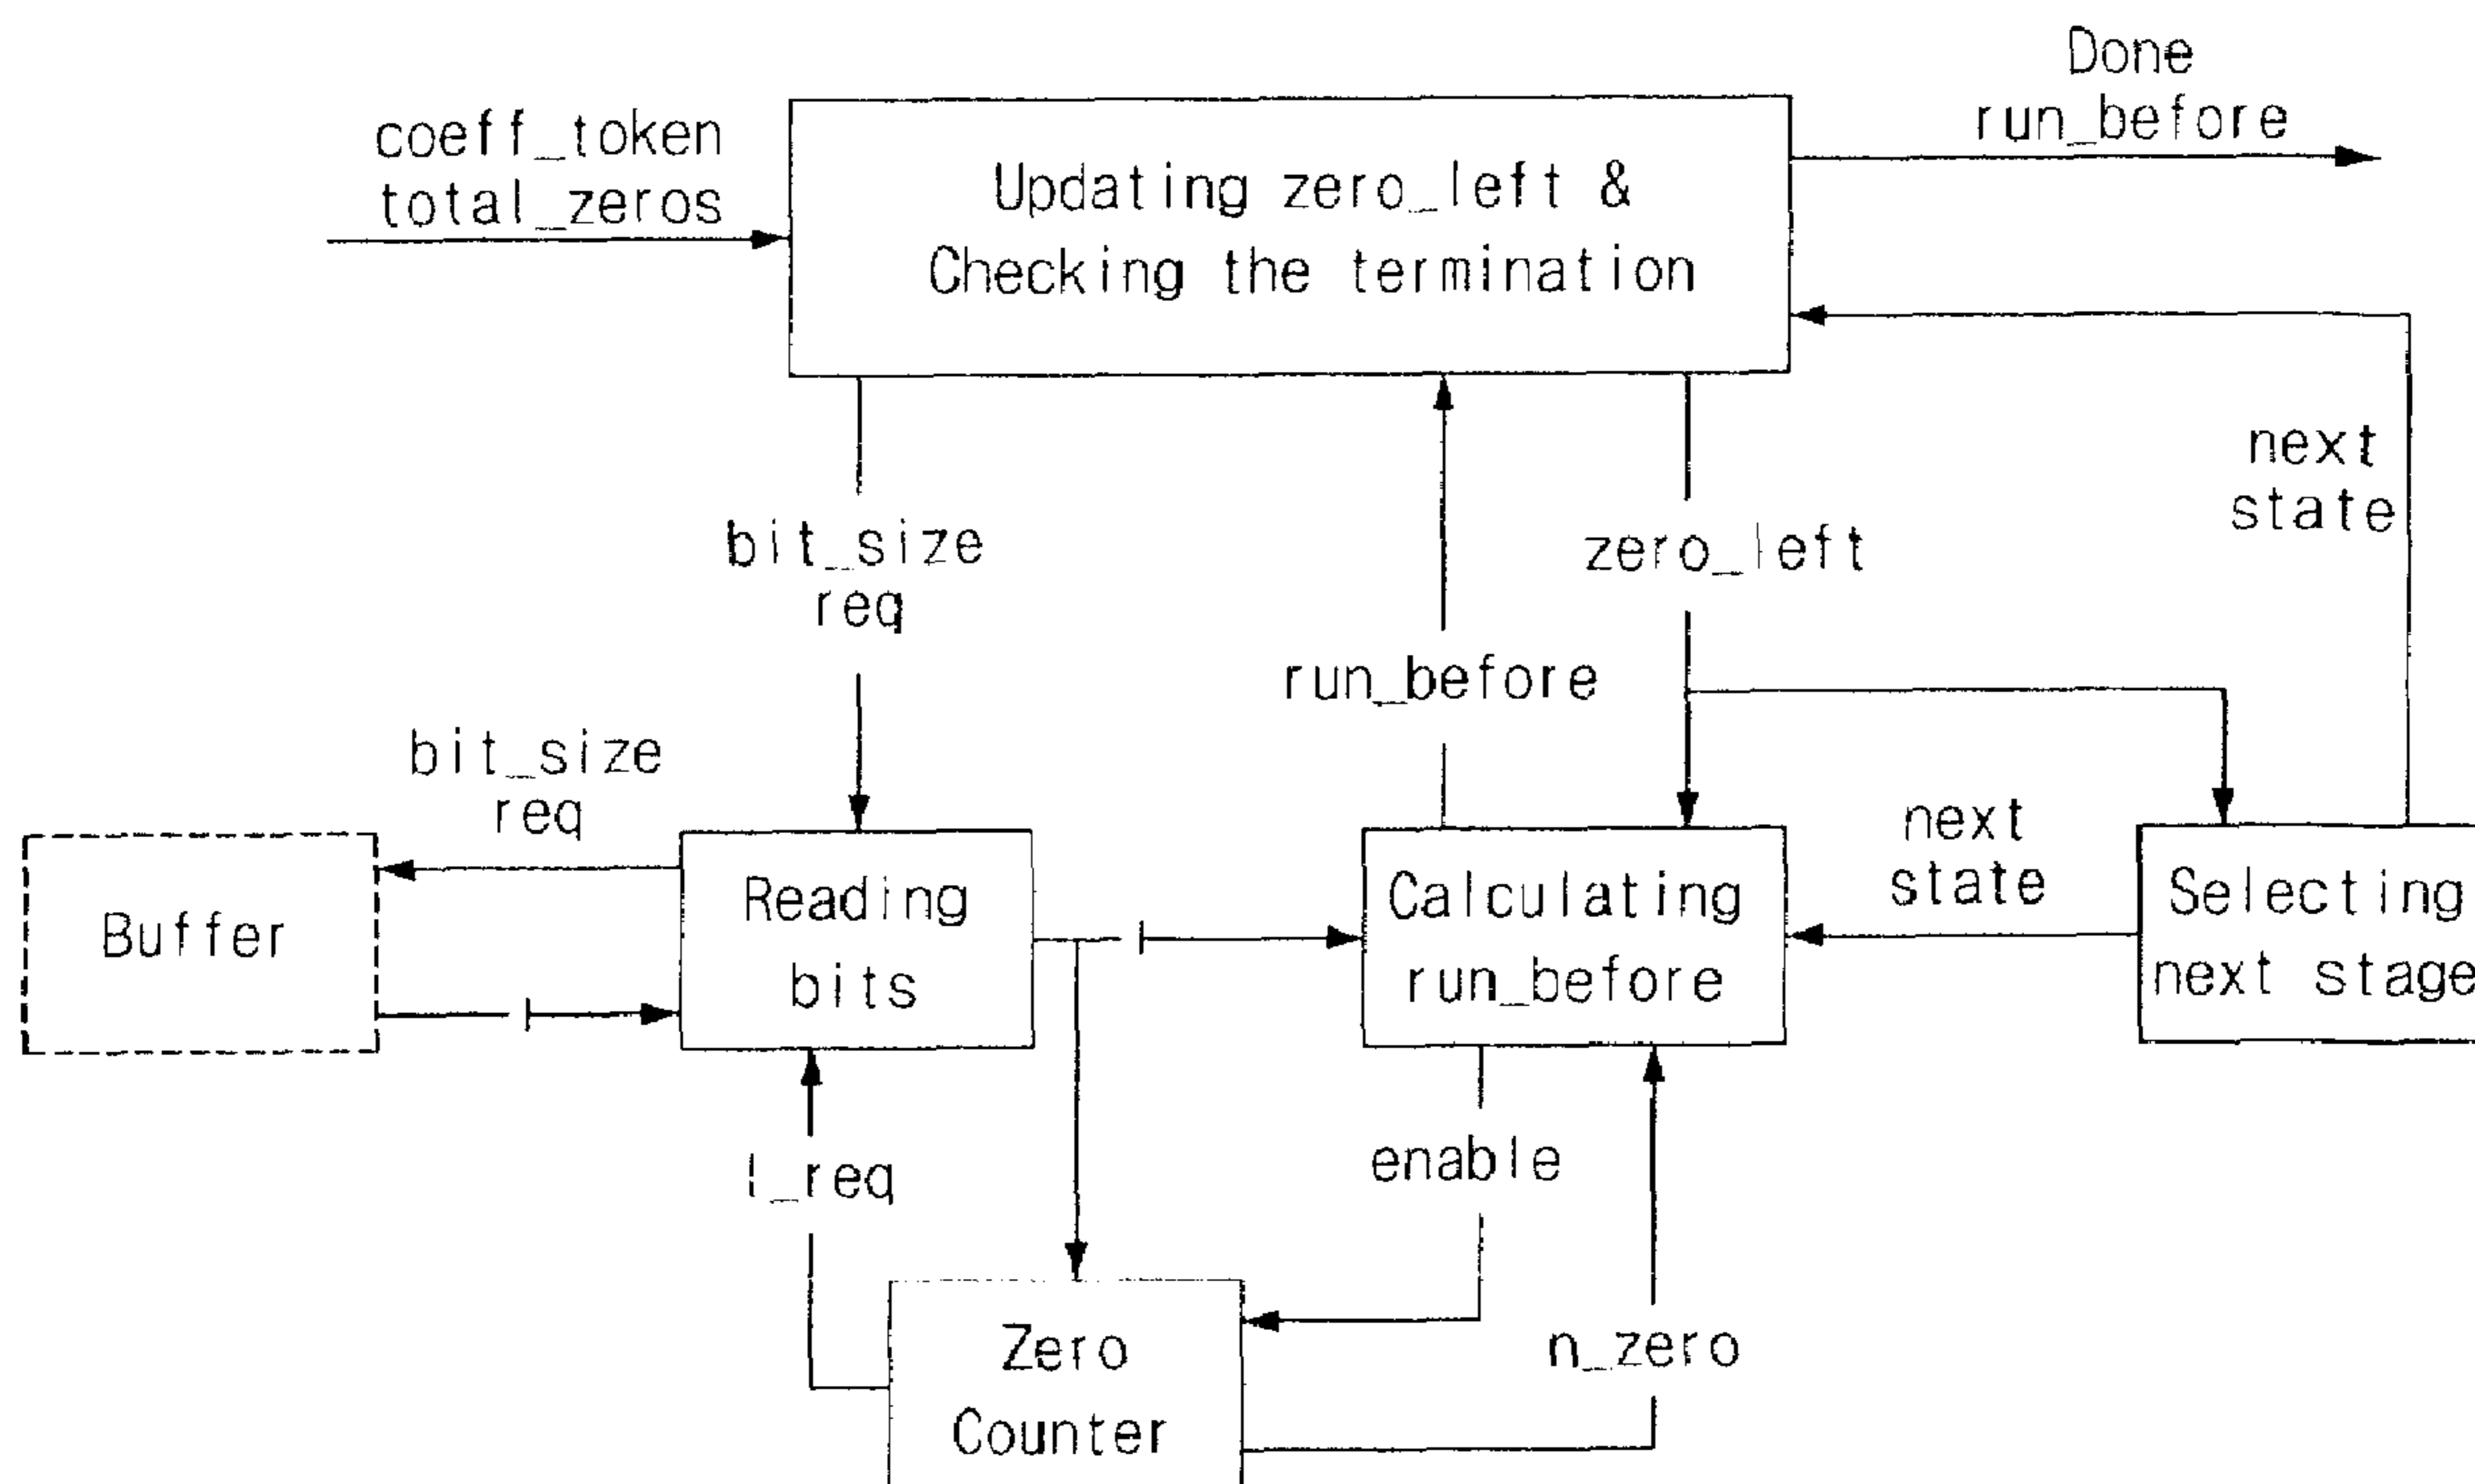 Done
run_before
coeff_token
total_zeros
Updating zero_left &
Checking the termination
next
state
bit_size
req
zero_left
run_before
bit_size
req
next
state
Buffer
Reading
bits
Calculating
run_before
Selecting
next stage
enable
n_zero
Zero
Counter